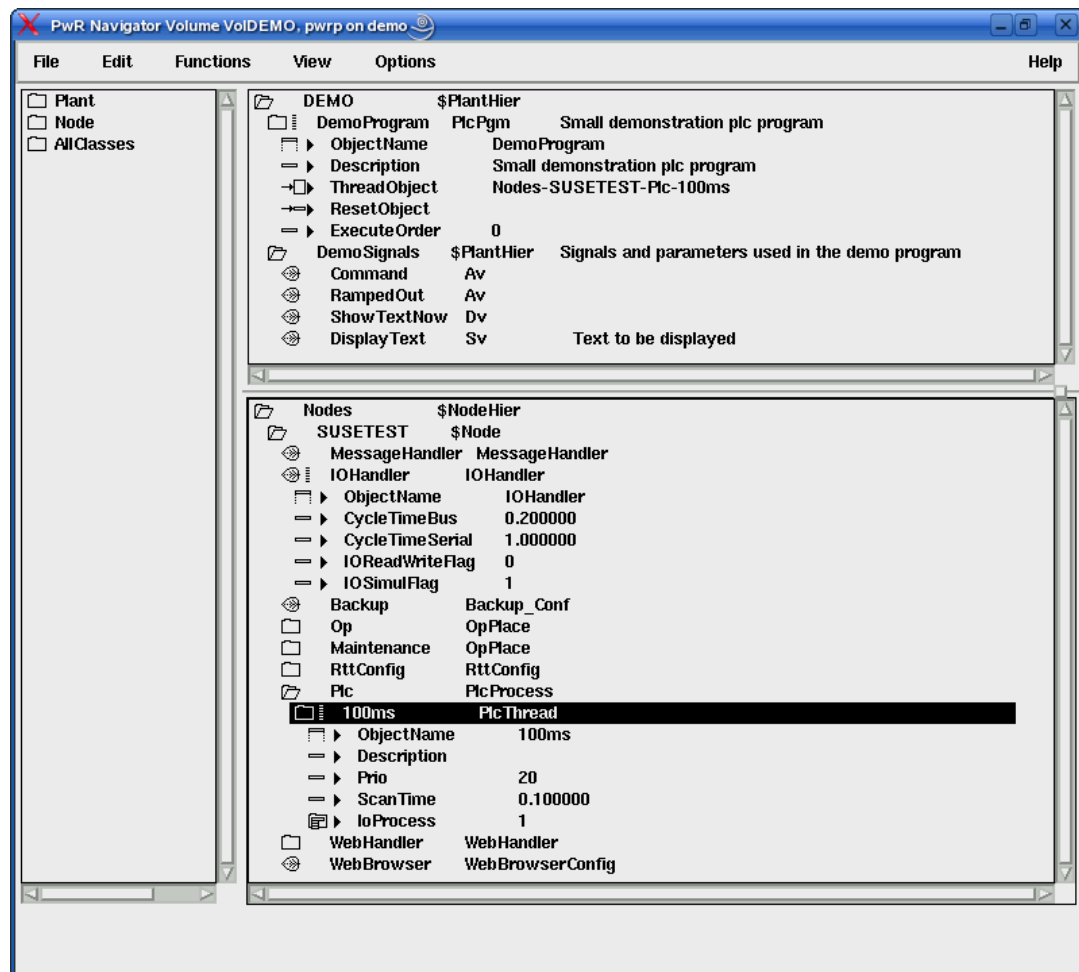 PwR Navigator Volume VolDEMO, pwrp on demo
File Edit Functions View Options Help
Plant
Node
AllClasses
DEMO $PlantHier
DemoProgram PlcPgm Small demonstration plc program
ObjectName DemoProgram
Description Small demonstration plc program
ThreadObject Nodes-SUSETEST-Plc-100ms
ResetObject
ExecuteOrder 0
DemoSignals $PlantHier Signals and parameters used in the demo program
Command Av
RampedOut Av
ShowTextNow Dv
DisplayText Sv Text to be displayed
Nodes $NodeHier
SUSETEST $Node
MessageHandler MessageHandler
IOHandler IOHandler
ObjectName IOHandler
CycleTimeBus 0.200000
CycleTimeSerial 1.000000
IOReadWriteFlag 0
IOSimulFlag 1
Backup Backup_Conf
Op OpPlace
Maintenance OpPlace
RttConfig RttConfig
Plc PlcProcess
100ms PlcThread
ObjectName 100ms
Description
Prio 20
ScanTime 0.100000
IoProcess 1
WebHandler WebHandler
WebBrowser WebBrowserConfig